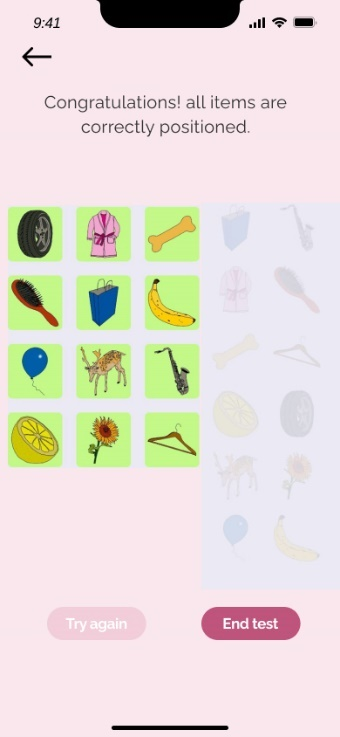 9:41
Congratulations! all items are
correctly positioned.
Try again
End test